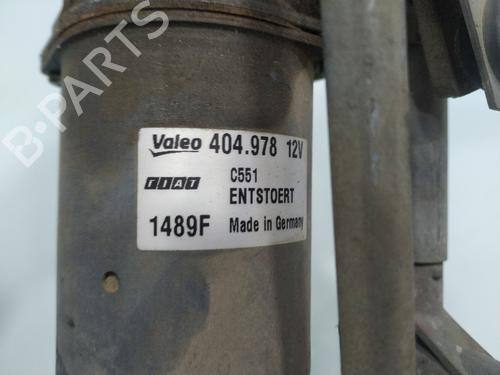 B-PARTS
Valeo 404.978 12V
FIAT C551
ENTSTOERT
1489F Made in Germany